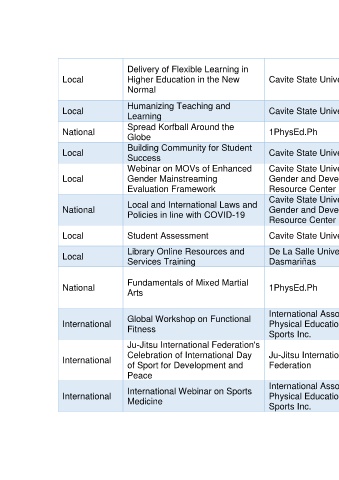 Local
Delivery of Flexible Learning in
Higher Education in the New
Normal
Cavite State Unive
Local
Humanizing Teaching and
Learning
Cavite State Unive
National
Spread Korfball Around the
Globe
1PhysEd.Ph
Local
Building Community for Student
Success
Cavite State Unive
Local
Webinar on MOVs of Enhanced
Gender Mainstreaming
Evaluation Framework
Cavite State Unive
Gender and Deve
Resource Center
National
Local and International Laws and
Policies in line with COVID-19
Cavite State Unive
Gender and Deve
Resource Center
Local
Student Assessment
Cavite State Unive
Local
Library Online Resources and
Services Training
De La Salle Unive
Dasmariñas
National
Fundamentals of Mixed Martial
Arts
1PhysEd.Ph
International
Global Workshop on Functional
Fitness
International Asso
Physical Educatio
Sports Inc.
International
Ju-Jitsu International Federation's
Celebration of International Day
of Sport for Development and
Peace
Ju-Jitsu Internatio
Federation
International
International Webinar on Sports
Medicine
International Asso
Physical Educatio
Sports Inc.